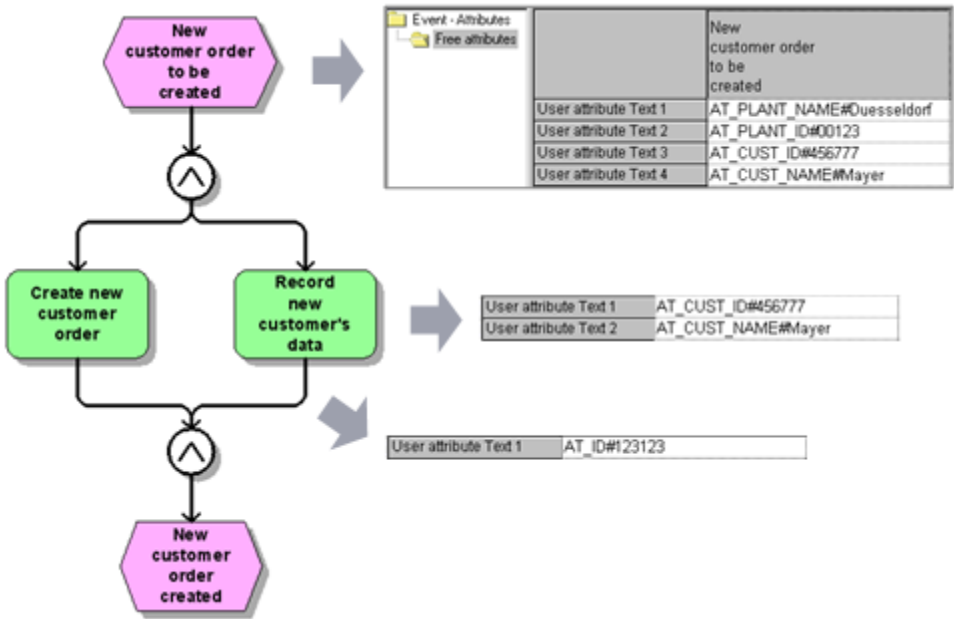 New
customer order
to be
created
Event - Attributes
Free attributes
New
customer order
to be
created
User attribute Text 1 AT_PLANT_NAME#Duesseldorf
User attribute Text 2 AT_PLANT_ID#00123
User attribute Text 3 AT_CUST_ID#456777
User attribute Text 4 AT_CUST_NAME#Mayer
Create new
customer
order
Record
new
customer's
data
User attribute Text 1 AT_CUST_ID#456777
User attribute Text 2 AT_CUST_NAME#Mayer
User attribute Text 1 AT_ID#123123
New
customer
order
created